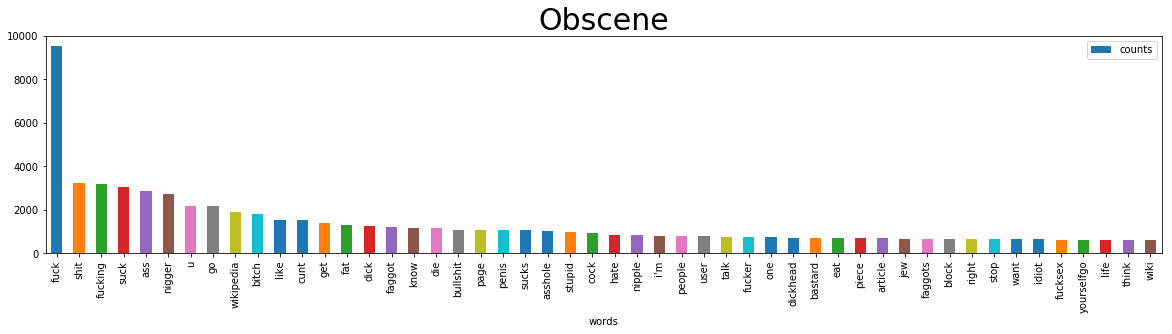 Obscene
counts
10000
8000
6000
4000
2000
0
fuck
shit
fucking
suck
ass
nigger
u
go
wikipedia
bitch
like
cunt
get
fat
dick
faggot
know
die
bullshit
page
penis
sucks
asshole
stupid
cock
hate
nipple
i'm
people
user
talk
fucker
one
dickhead
bastard
eat
piece
article
jew
faggots
block
right
stop
want
idiot
fucksex
yourselfgo
life
think
wiki
words